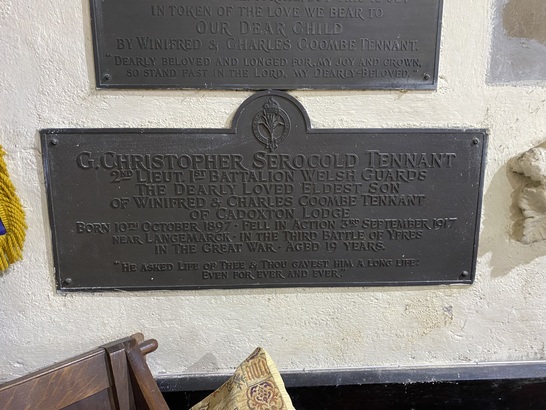 IN TOKEN OF THE LOVE WE BEAR TO
OUR DEAR CHILD
BY WINIFRED & CHARLES COOMBE TENNANT.
"DEARLY BELOVED AND LONGED FOR, MY JOY AND CROWN,
SO STAND FAST IN THE LORD, MY DEARLY BELOVED."
G. CHRISTOPHER SEROCOLD TENNANT
2ND LIEUT. 1ST BATTALION WELSH GUARDS
THE DEARLY LOVED ELDEST SON
OF WINIFRED & CHARLES COOMBE TENNANT
OF CADOXTON LODGE
BORN 10TH OCTOBER 1897 · FELL IN ACTION 3RD SEPTEMBER 1917
NEAR LANGEMARCK · IN THE THIRD BATTLE OF YPRES
IN THE GREAT WAR · AGED 19 YEARS.
"HE ASKED LIFE OF THEE & THOU GAVEST HIM A LONG LIFE:
EVEN FOR EVER AND EVER."